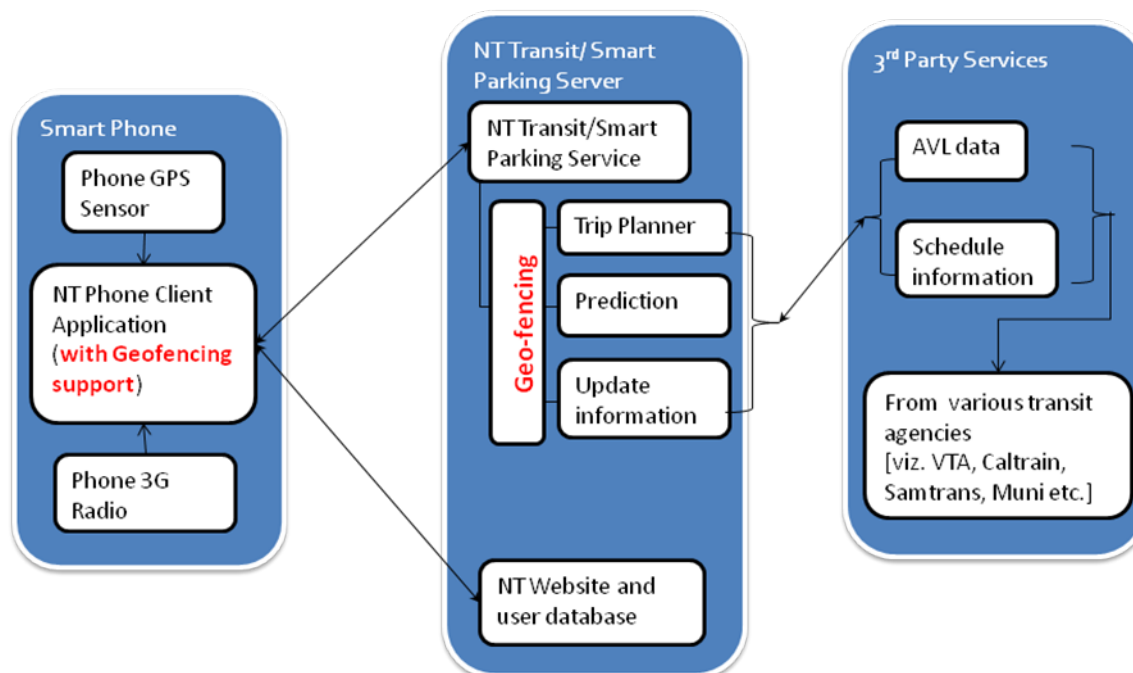 Smart Phone
Phone GPS
Sensor
NT Phone Client
Application
(with Geofencing
support)
Phone 3G
Radio
NT Transit/ Smart
Parking Server
NT Transit/Smart
Parking Service
Geo-fencing
Trip Planner
Prediction
Update
information
NT Website and
user database
3rd Party Services
AVL data
Schedule
information
From various transit
agencies
[viz. VTA, Caltrain,
Samtrans, Muni etc.]